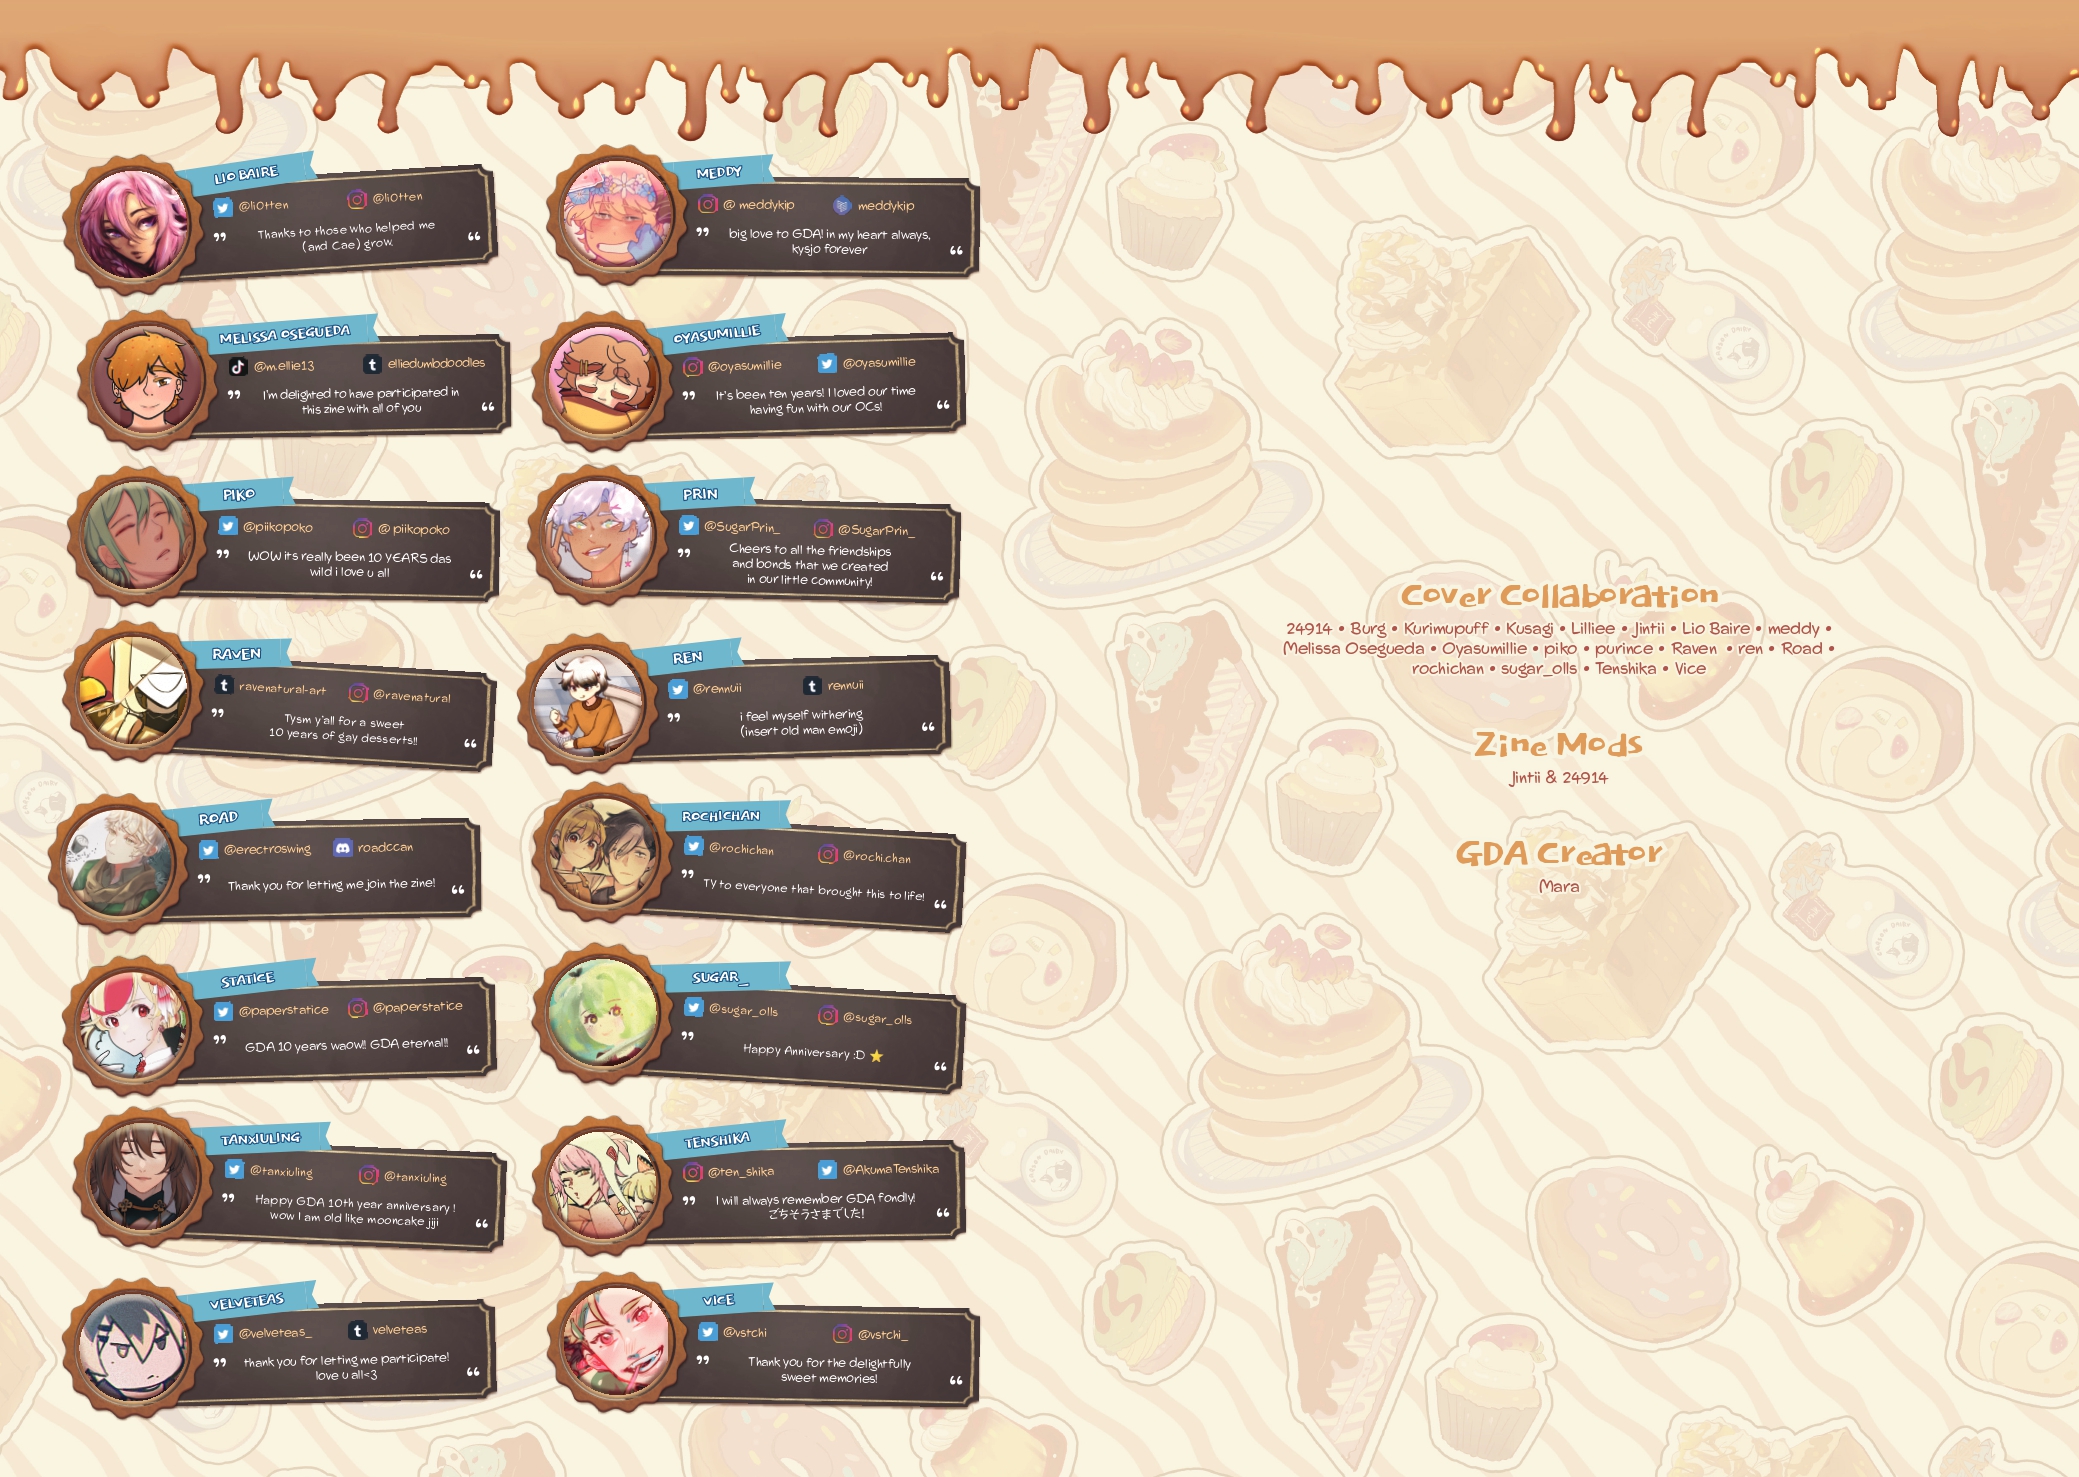 LIO BAIRE
@li0tten
@li0tten
Thanks to those who helped me
(and Cae) grow.
MEDDY
@ meddykip
meddykip
big love to GDA! in my heart always,
kysjo forever
MELISSA OSEGUEDA
@m.ellie13
elliedumbdoodles
I'm delighted to have participated in
this zine with all of you
OYASUMILLIE
@oyasumillie
@oyasumillie
It's been ten years! I loved our time
having fun with our OCs!
PIKO
@piikopoko
@ piikopoko
WOW its really been 10 YEARS das
wild i love u all
PRIN
@SugarPrin_
@SugarPrin_
Cheers to all the friendships
and bonds that we created
in our little community!
RAVEN
ravenatural-art
@ravenatural
Tysm y'all for a sweet
10 years of gay desserts!!
REN
@rennuii
rennuii
i feel myself withering
(insert old man emoji)
ROAD
@erectroswing
roadccan
Thank you for letting me join the zine!
ROCHICHAN
@rochichan
@rochi.chan
TY to everyone that brought this to life!
STATICE
@paperstatice
@paperstatice
GDA 10 years waow!! GDA eternal!!
SUGAR_
@sugar_olls
@sugar_olls
Happy Anniversary :D ⭐
TANXIULING
@tanxiuling
@tanxiuling
Happy GDA 10th year anniversary !
wow I am old like mooncake jiji
TENSHIKA
@ten_shika
@AkumaTenshika
I will always remember GDA fondly!
ごちそうさまでした!
VELVETEAS
@velveteas_
velveteas
thank you for letting me participate!
love u all<3
VICE
@vstchi
@vstchi_
Thank you for the delightfully
sweet memories!
Cover Collaboration
24914 • Burg • Kurimupuff • Kusagi • Lilliee • Jintii • Lio Baire • meddy •
Melissa Osegueda • Oyasumillie • piko • purince • Raven • ren • Road •
rochichan • sugar_olls • Tenshika • Vice
Zine Mods
Jintii & 24914
GDA Creator
Mara